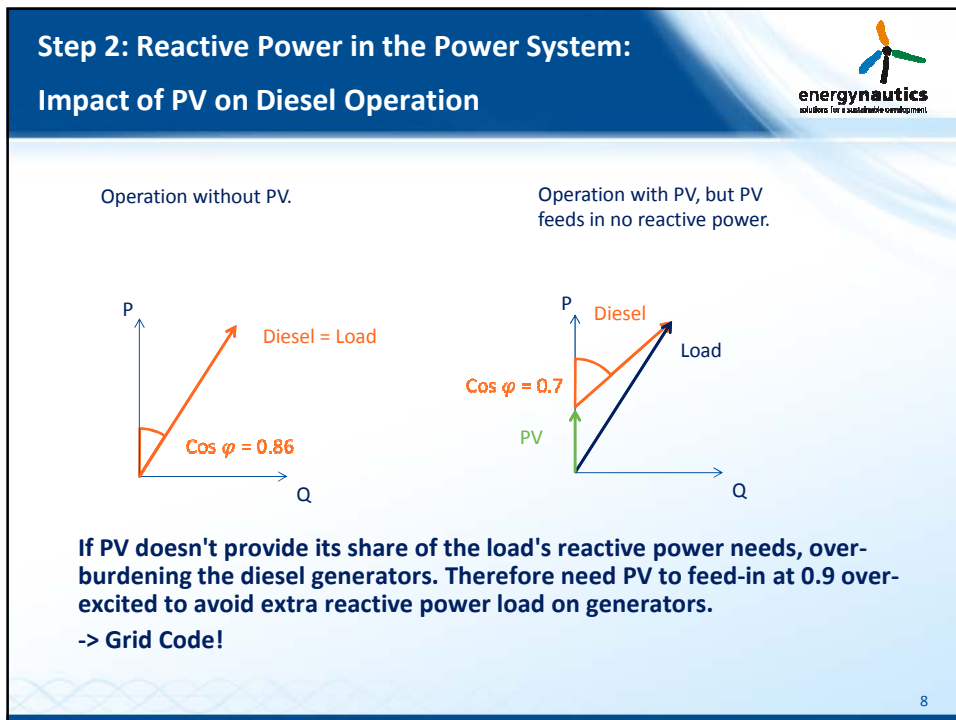 Step 2: Reactive Power in the Power System:
Impact of PV on Diesel Operation
energynautics
solutions for a sustainable development
Operation without PV.
Operation with PV, but PV
feeds in no reactive power.
P
Diesel = Load
Cos φ = 0.86
Q
P
Diesel
Load
Cos φ = 0.7
PV
Q
If PV doesn't provide its share of the load's reactive power needs, over-
burdening the diesel generators. Therefore need PV to feed-in at 0.9 over-
excited to avoid extra reactive power load on generators.
-> Grid Code!
8